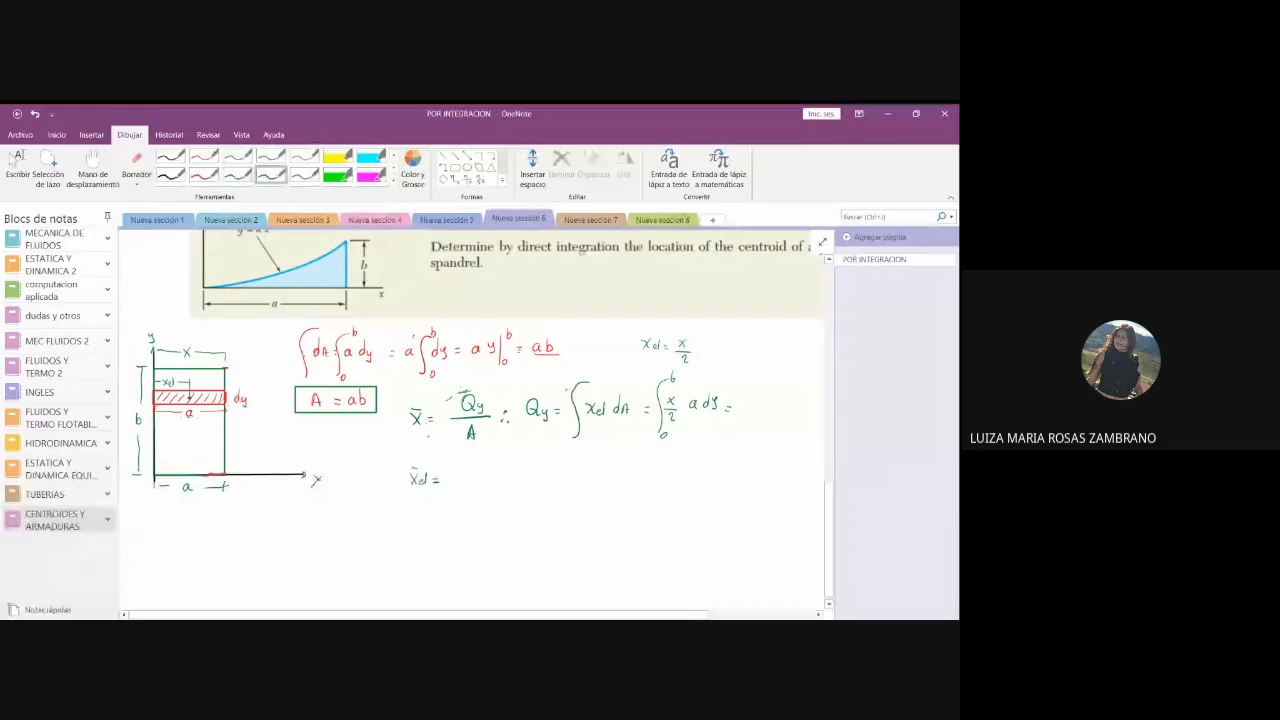 POR INTEGRACION - OneNote
Inic. ses.
Archivo Inicio Insertar Dibujar Historial Revisar Vista Ayuda
Escribir Selección de lazo Mano de desplazamiento Borrador Color y Grosor Insertar espacio Eliminar Organizar Entrada de lápiz a texto Entrada de lápiz a matemáticas
Herramientas Formas Editar Convertir
Blocs de notas
Nueva sección 1 Nueva sección 2 Nueva sección 3 Nueva sección 4 Nueva sección 6 Nueva sección 7 Nueva sección 8 +
Buscar (Ctrl+I)
Agregar página
POR INTEGRACION
MECANICA DE FLUIDOS
ESTATICA Y DINAMICA 2
computacion aplicada
dudas y otros
MEC FLUIDOS 2
FLUIDOS Y TERMO 2
INGLES
FLUIDOS Y TERMO FLOTABI...
HIDRODINAMICA
ESTATICA Y DINAMICA EQUI...
TUBERIAS
CENTROIDES Y ARMADURAS
Notas rápidas
b
a
x
Determine by direct integration the location of the centroid of a
spandrel.
y
x
xel
a
dy
b
a
x
∫ dA = ∫₀ᵇ a dy = a ∫₀ᵇ dy = a y |₀ᵇ = ab
A = ab
xel = x/2
x̄ = Qy/A ∴ Qy = ∫ xel dA = ∫₀ᵇ x/2 a dy =
x̄el =
LUIZA MARIA ROSAS ZAMBRANO